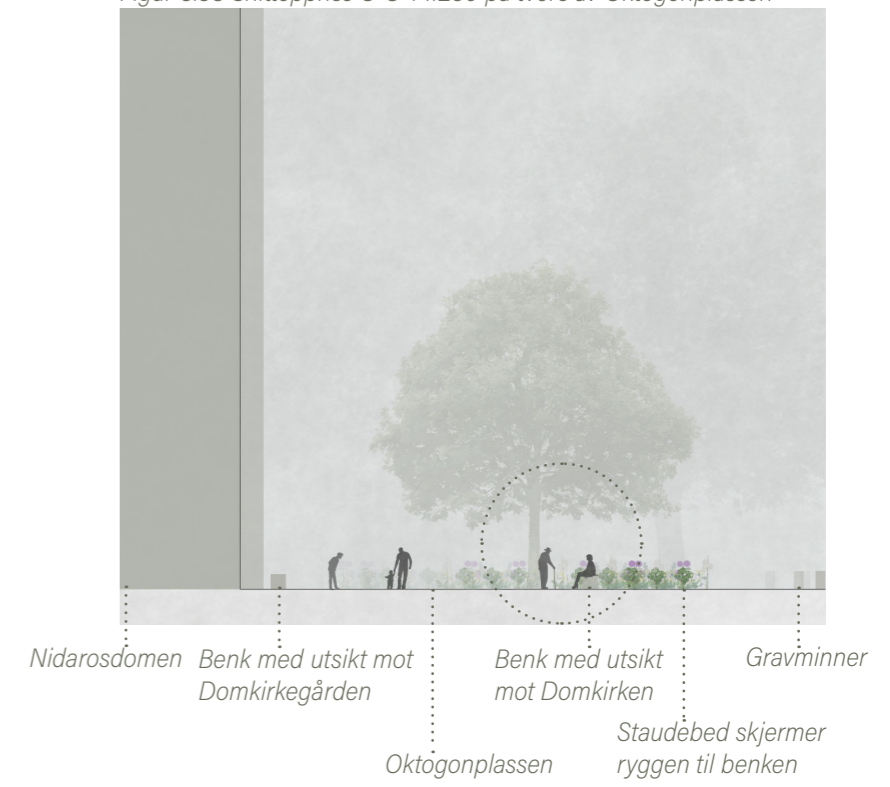 Nidarosdomen
Benk med utsikt mot
Domkirkegården
Oktogonplassen
Benk med utsikt
mot Domkirken
Staudebed skjermer
ryggen til benken
Gravminner